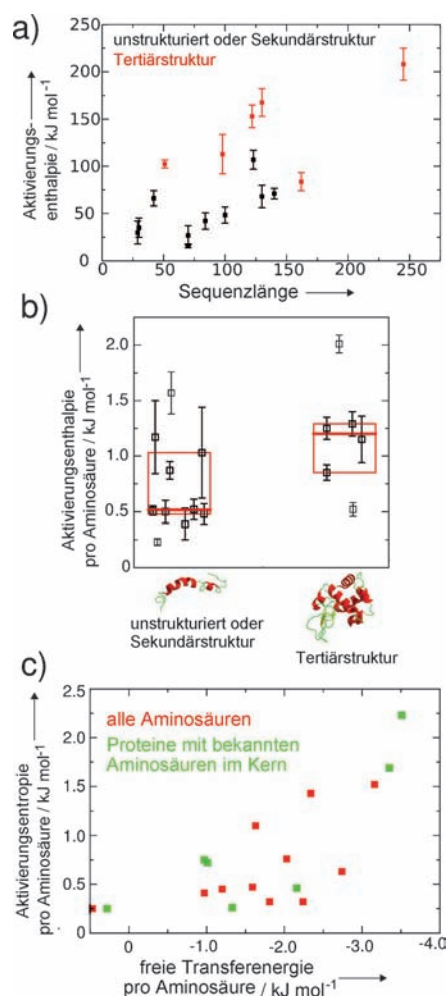 a)
unstrukturiert oder Sekundärstruktur
Tertiärstruktur
250
200
150
100
50
0
0 50 100 150 200 250
Aktivierungs-
enthalpie / kJ mol-1
Sequenzlänge
b)
2.0
1.5
1.0
0.5
0
Aktivierungsenthalpie
pro Aminosäure / kJ mol-1
unstrukturiert oder
Sekundärstruktur
Tertiärstruktur
c)
alle Aminosäuren
Proteine mit bekannten
Aminosäuren im Kern
2.5
2.0
1.5
1.0
0.5
0
Aktivierungsentropie
pro Aminosäure / kJ mol-1
0 -1.0 -2.0 -3.0 -4.0
freie Transferenergie
pro Aminosäure / kJ mol-1